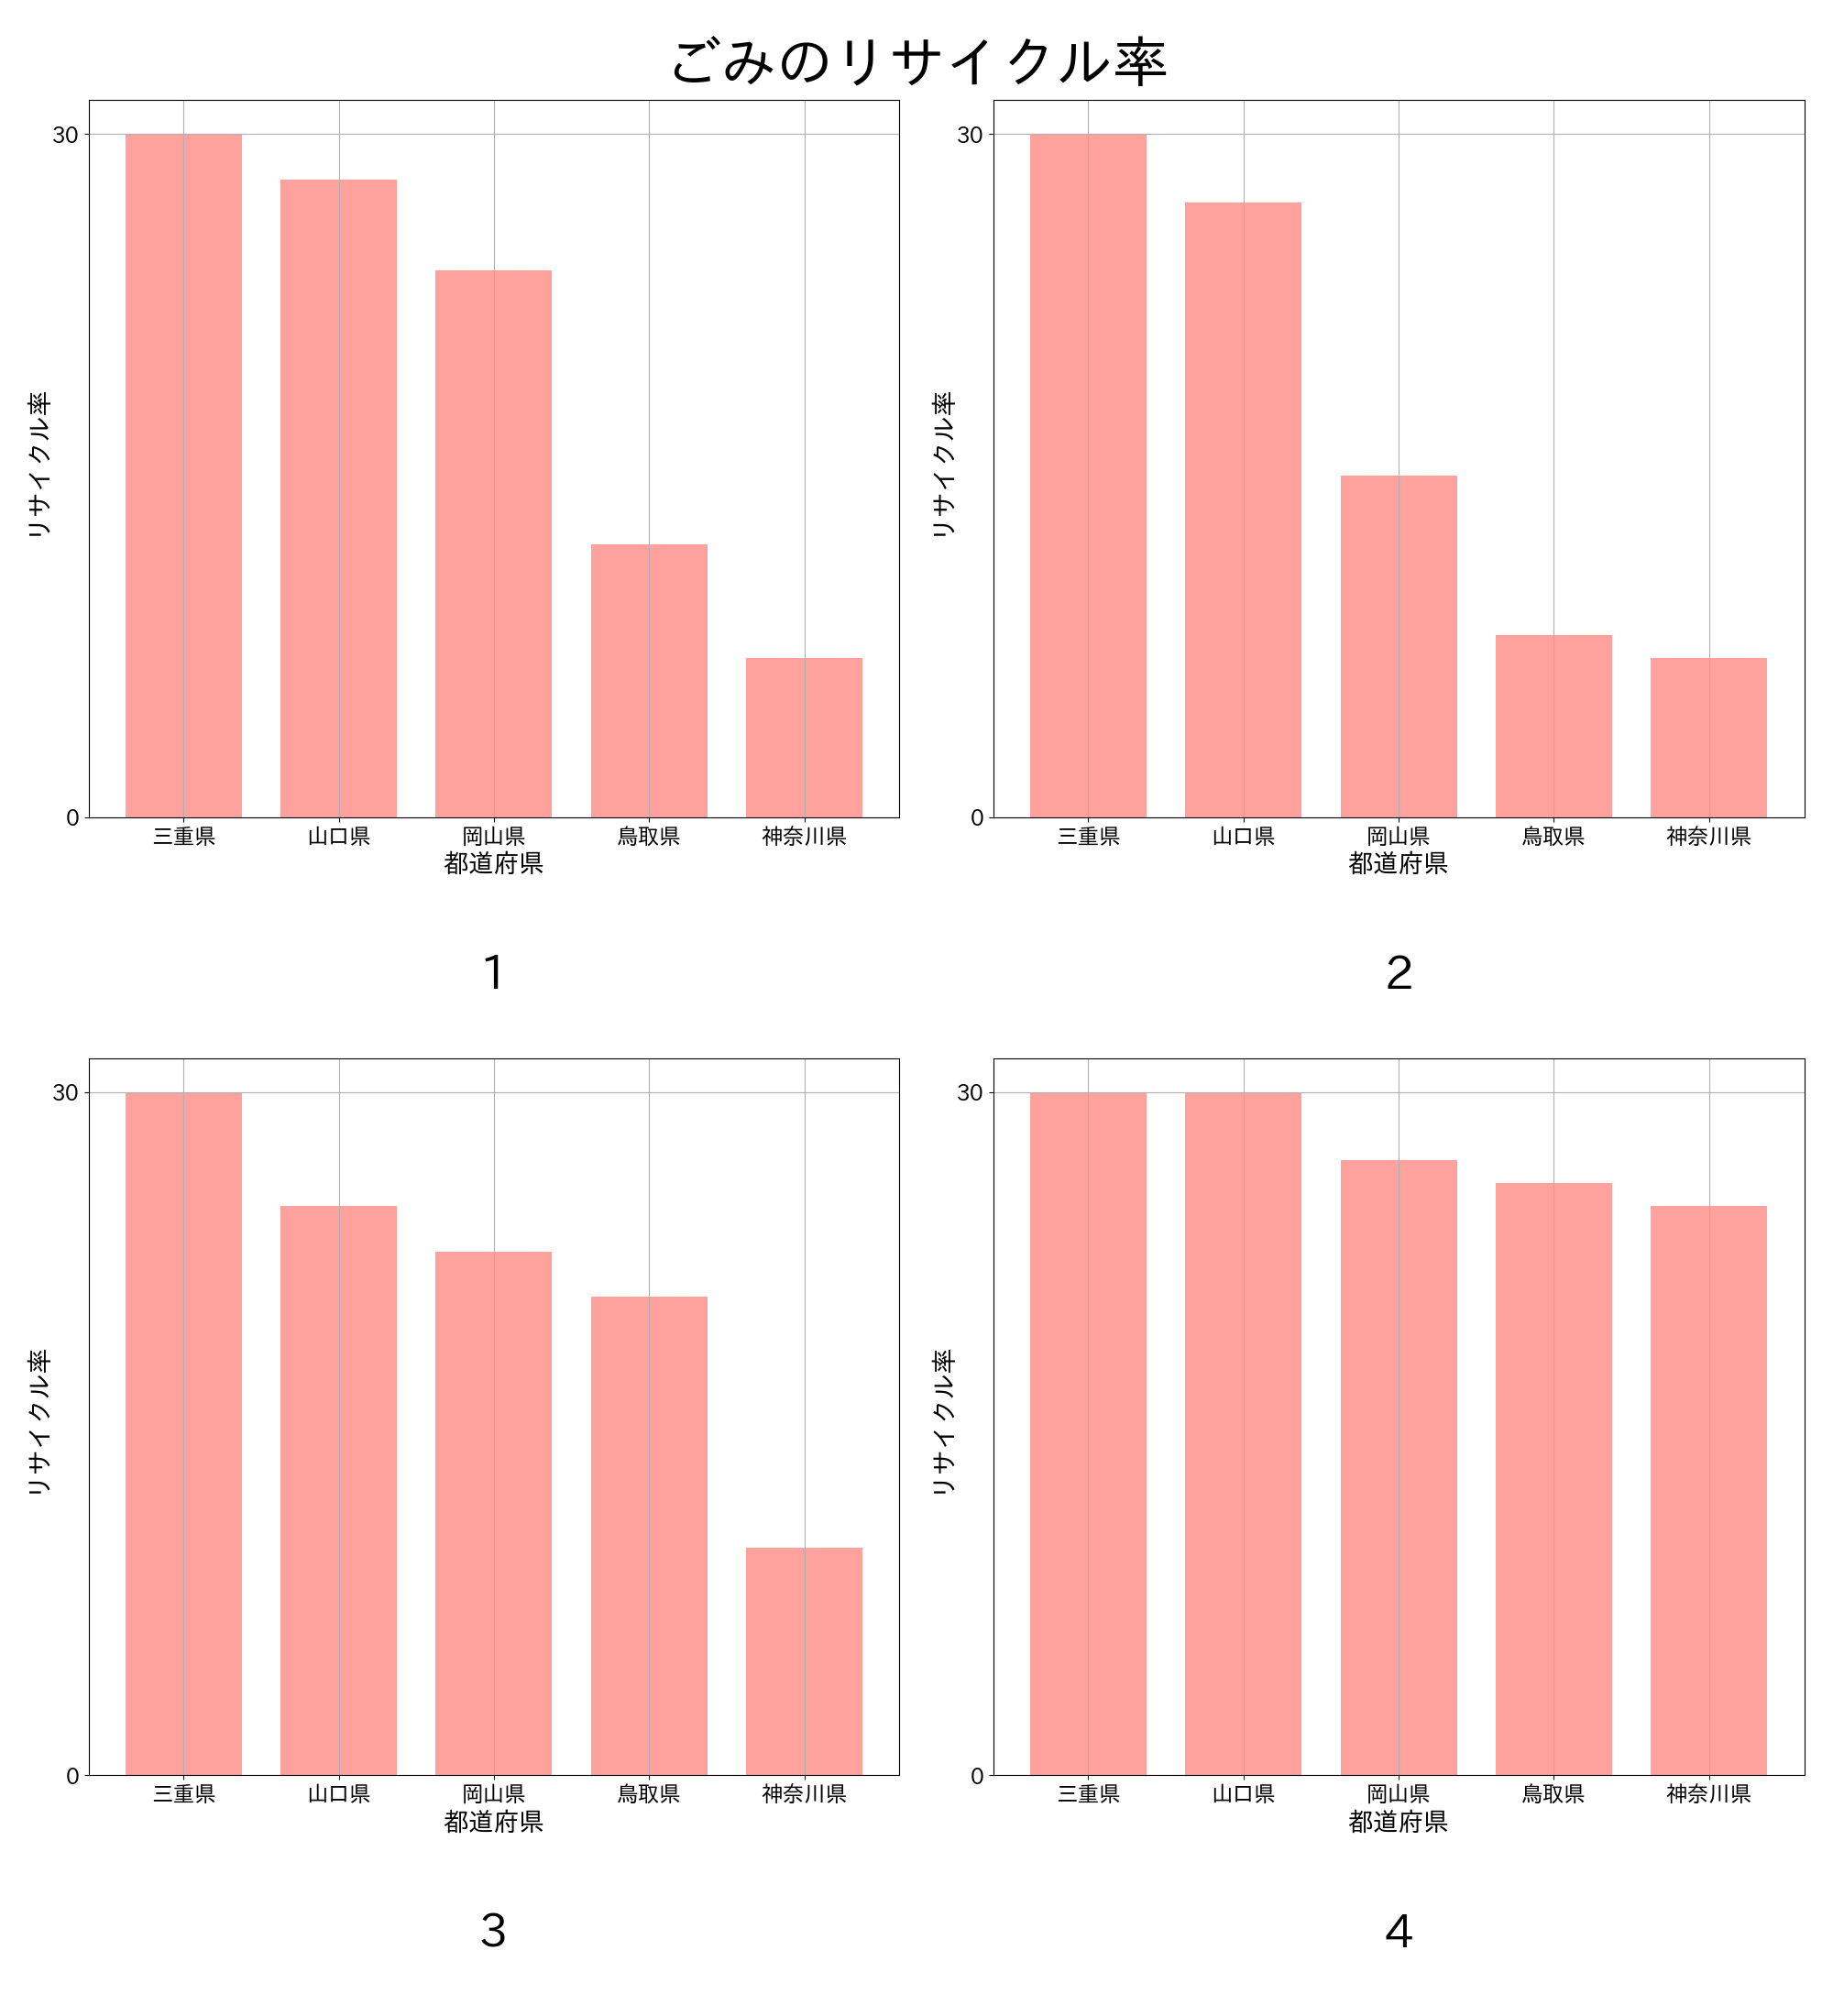 ごみのリサイクル率
30
0
リサイクル率
三重県 山口県 岡山県 鳥取県 神奈川県
都道府県
1
30
0
リサイクル率
三重県 山口県 岡山県 鳥取県 神奈川県
都道府県
2
30
0
リサイクル率
三重県 山口県 岡山県 鳥取県 神奈川県
都道府県
3
30
0
リサイクル率
三重県 山口県 岡山県 鳥取県 神奈川県
都道府県
4